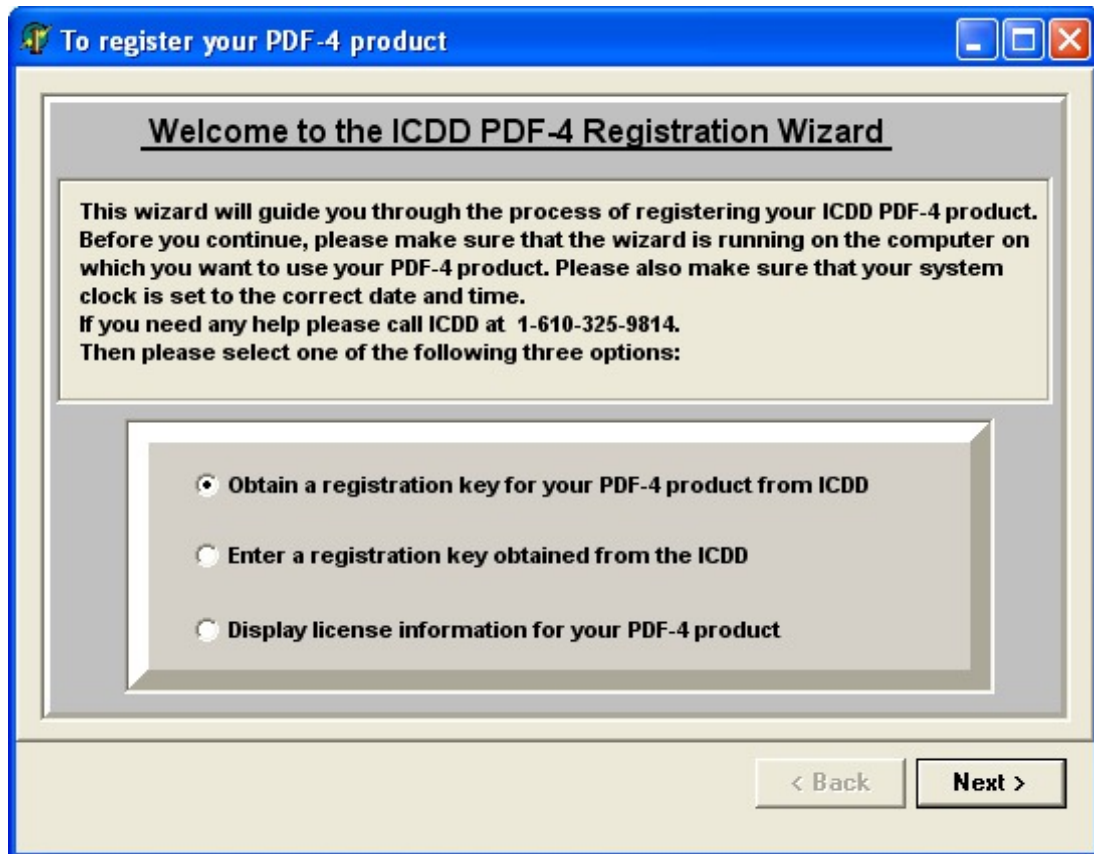 To register your PDF-4 product
Welcome to the ICDD PDF-4 Registration Wizard
This wizard will guide you through the process of registering your ICDD PDF-4 product.
Before you continue, please make sure that the wizard is running on the computer on
which you want to use your PDF-4 product. Please also make sure that your system
clock is set to the correct date and time.
If you need any help please call ICDD at  1-610-325-9814.
Then please select one of the following three options:
Obtain a registration key for your PDF-4 product from ICDD
Enter a registration key obtained from the ICDD
Display license information for your PDF-4 product
< Back
Next >